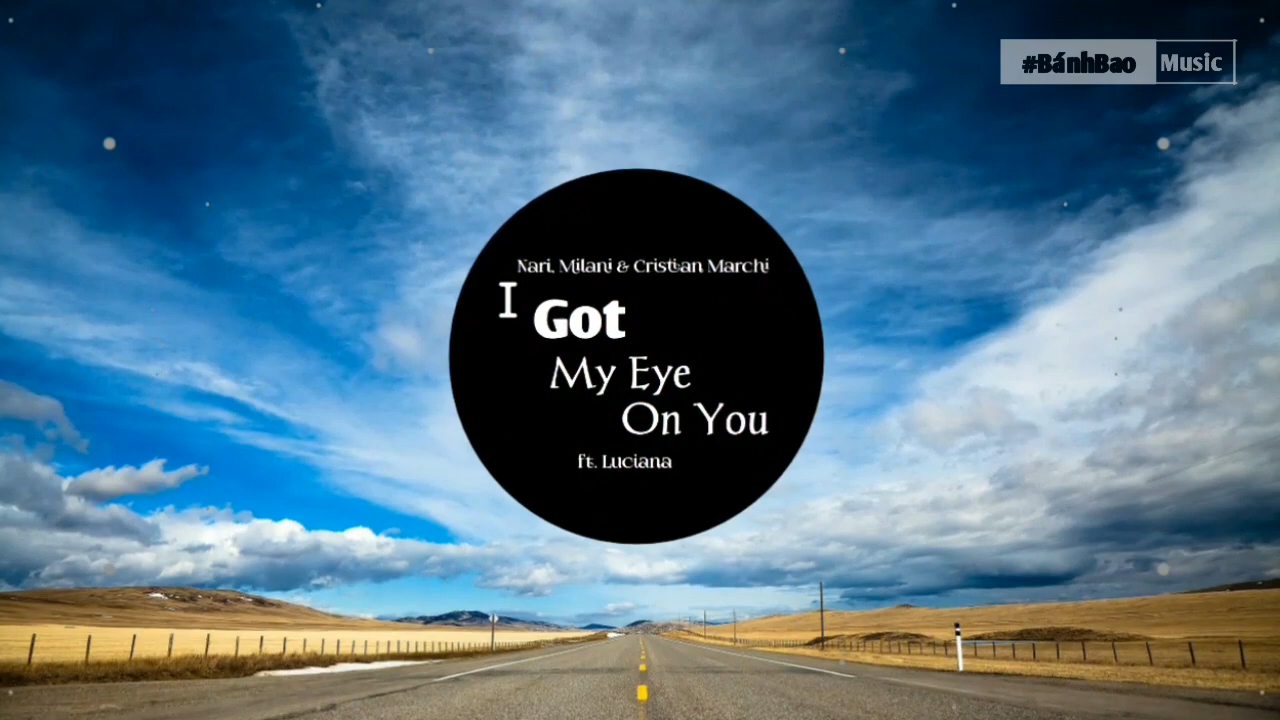 #BánhBao Music
Nari, Milani & Cristian Marchi
I Got
My Eye
On You
ft. Luciana